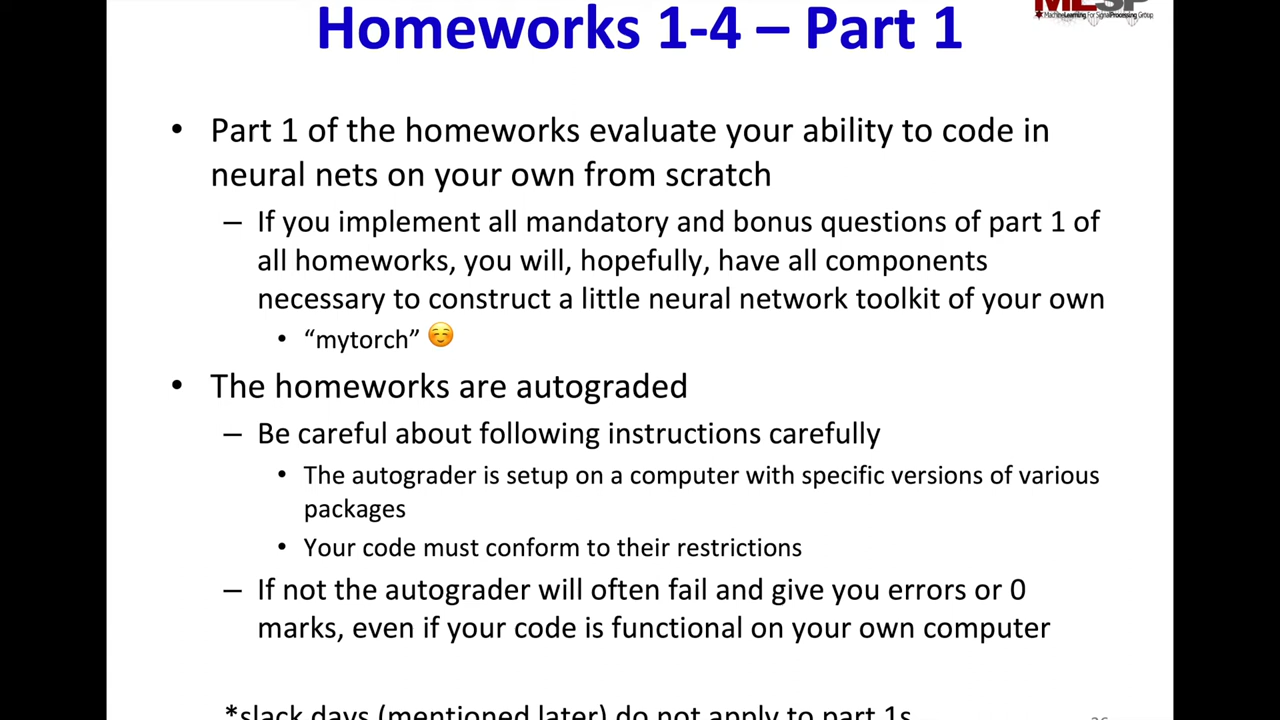 MLSP
MachineLearning For SignalProcessing Group
Homeworks 1-4 – Part 1
• Part 1 of the homeworks evaluate your ability to code in
neural nets on your own from scratch
– If you implement all mandatory and bonus questions of part 1 of
all homeworks, you will, hopefully, have all components
necessary to construct a little neural network toolkit of your own
• “mytorch” ☺️
• The homeworks are autograded
– Be careful about following instructions carefully
• The autograder is setup on a computer with specific versions of various
packages
• Your code must conform to their restrictions
– If not the autograder will often fail and give you errors or 0
marks, even if your code is functional on your own computer
*slack days (mentioned later) do not apply to part 1s